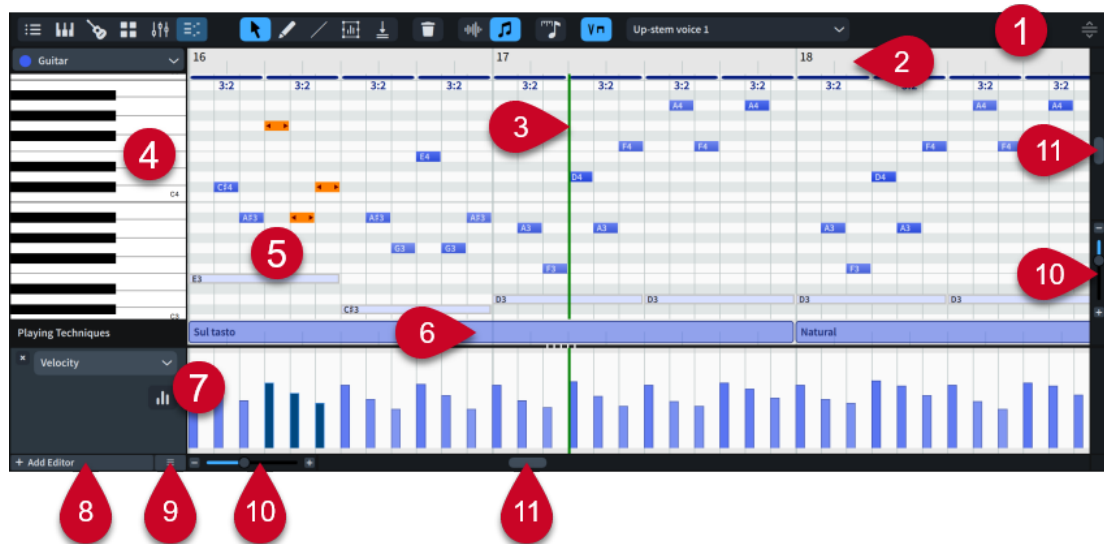 Up-stem voice 1
1
Guitar
16 17 18
2
3:2 3:2 3:2 3:2 3:2 3:2 3:2 3:2 3:2 3:2 3:2 3:2
A4 A4 A4 A4
3
F4 F4 F4 F4
11
4
E4
D4 D4
C♯4
C4
A♯3 A♯3 A♯3
A3 A3 A3 A3
5
G3 G3
F3 F3
10
E3
D3 D3 D3 D3
C♯3
C3
Playing Techniques
Sul tasto
6
Natural
Velocity
7
+ Add Editor
8
9
10
11